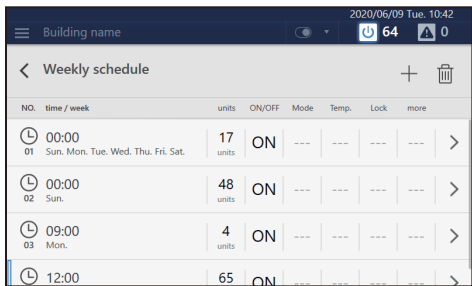 2020/06/09 Tue. 10:42
Building name 64 0
Weekly schedule
NO. time / week units ON/OFF Mode Temp. Lock more
00:00 17 ON --- --- --- ---
01 Sun. Mon. Tue. Wed. Thu. Fri. Sat. units
00:00 48 ON --- --- --- ---
02 Sun. units
09:00 4 ON --- --- --- ---
03 Mon. units
12:00 65 ON --- --- --- ---